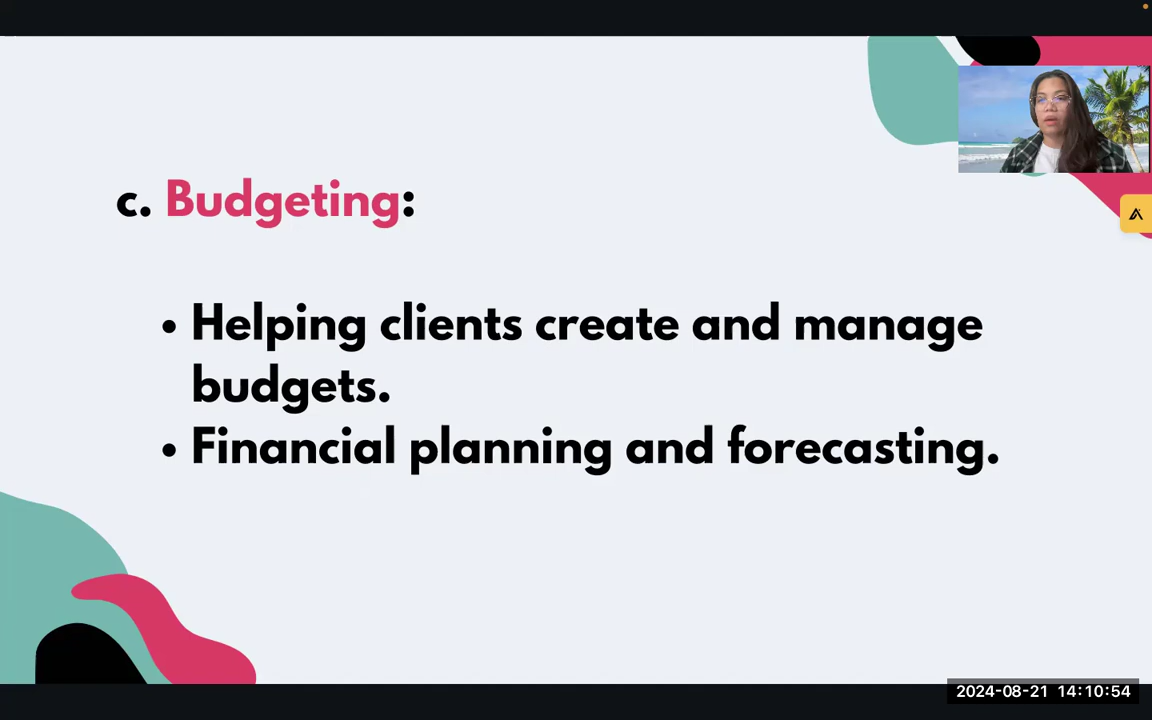 c. Budgeting:
• Helping clients create and manage
budgets.
• Financial planning and forecasting.
2024-08-21 14:10:54